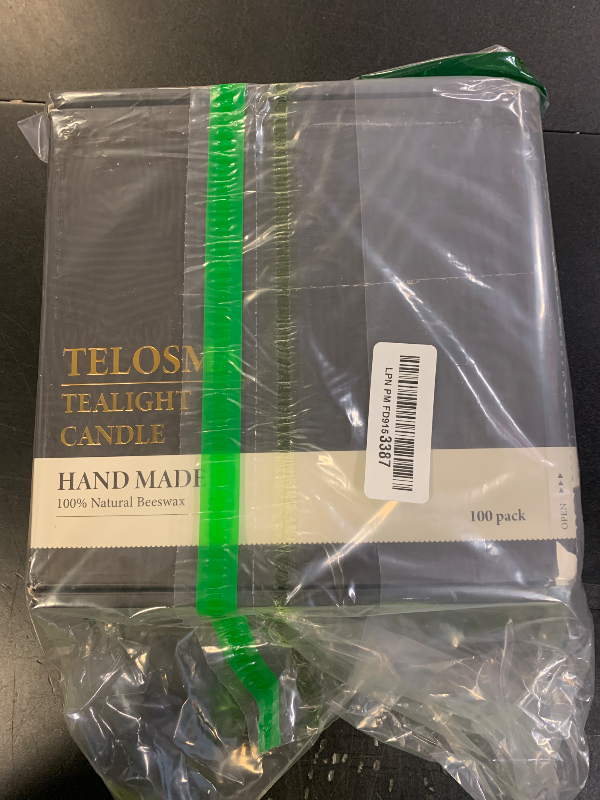 TELOSM
TEALIGHT
CANDLE
HAND MADE
100% Natural Beeswax
100 pack
OPEN
LPN PM FD9153387